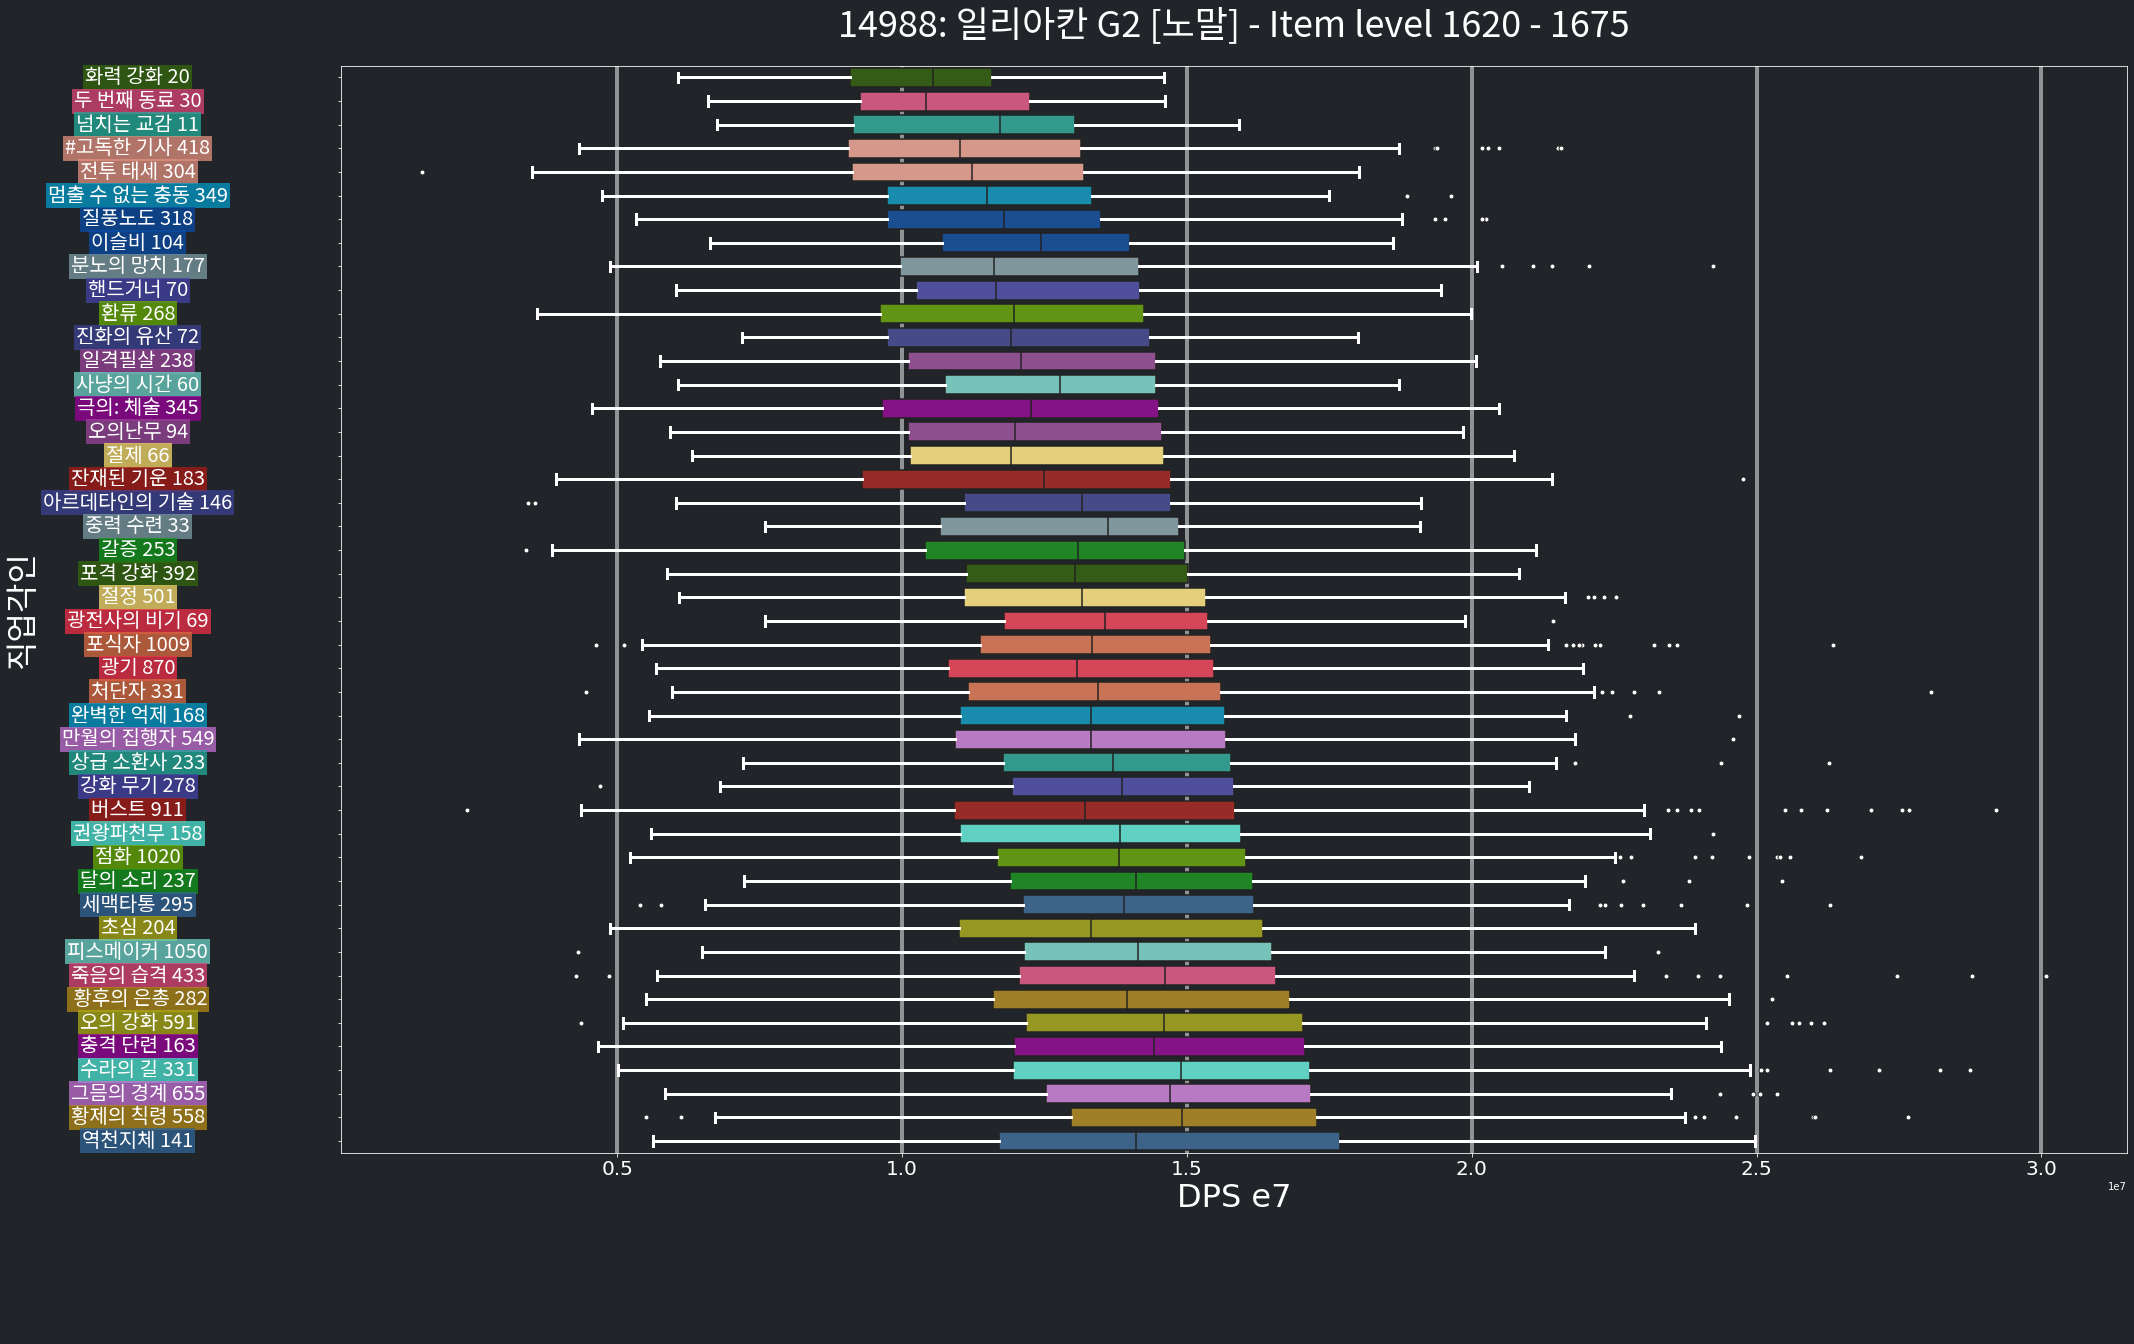 14988: 일리아칸 G2 [노말] - Item level 1620 - 1675
직업각인
화력 강화 20
두 번째 동료 30
넘치는 교감 11
#고독한 기사 418
전투 태세 304
멈출 수 없는 충동 349
질풍노도 318
이슬비 104
분노의 망치 177
핸드거너 70
환류 268
진화의 유산 72
일격필살 238
사냥의 시간 60
극의: 체술 345
오의난무 94
절제 66
잔재된 기운 183
아르데타인의 기술 146
중력 수련 33
갈증 253
포격 강화 392
절정 501
광전사의 비기 69
포식자 1009
광기 870
처단자 331
완벽한 억제 168
만월의 집행자 549
상급 소환사 233
강화 무기 278
버스트 911
권왕파천무 158
점화 1020
달의 소리 237
세맥타통 295
초심 204
피스메이커 1050
죽음의 습격 433
황후의 은총 282
오의 강화 591
충격 단련 163
수라의 길 331
그믐의 경계 655
황제의 칙령 558
역천지체 141
0.5 1.0 1.5 2.0 2.5 3.0
DPS e7
1e7